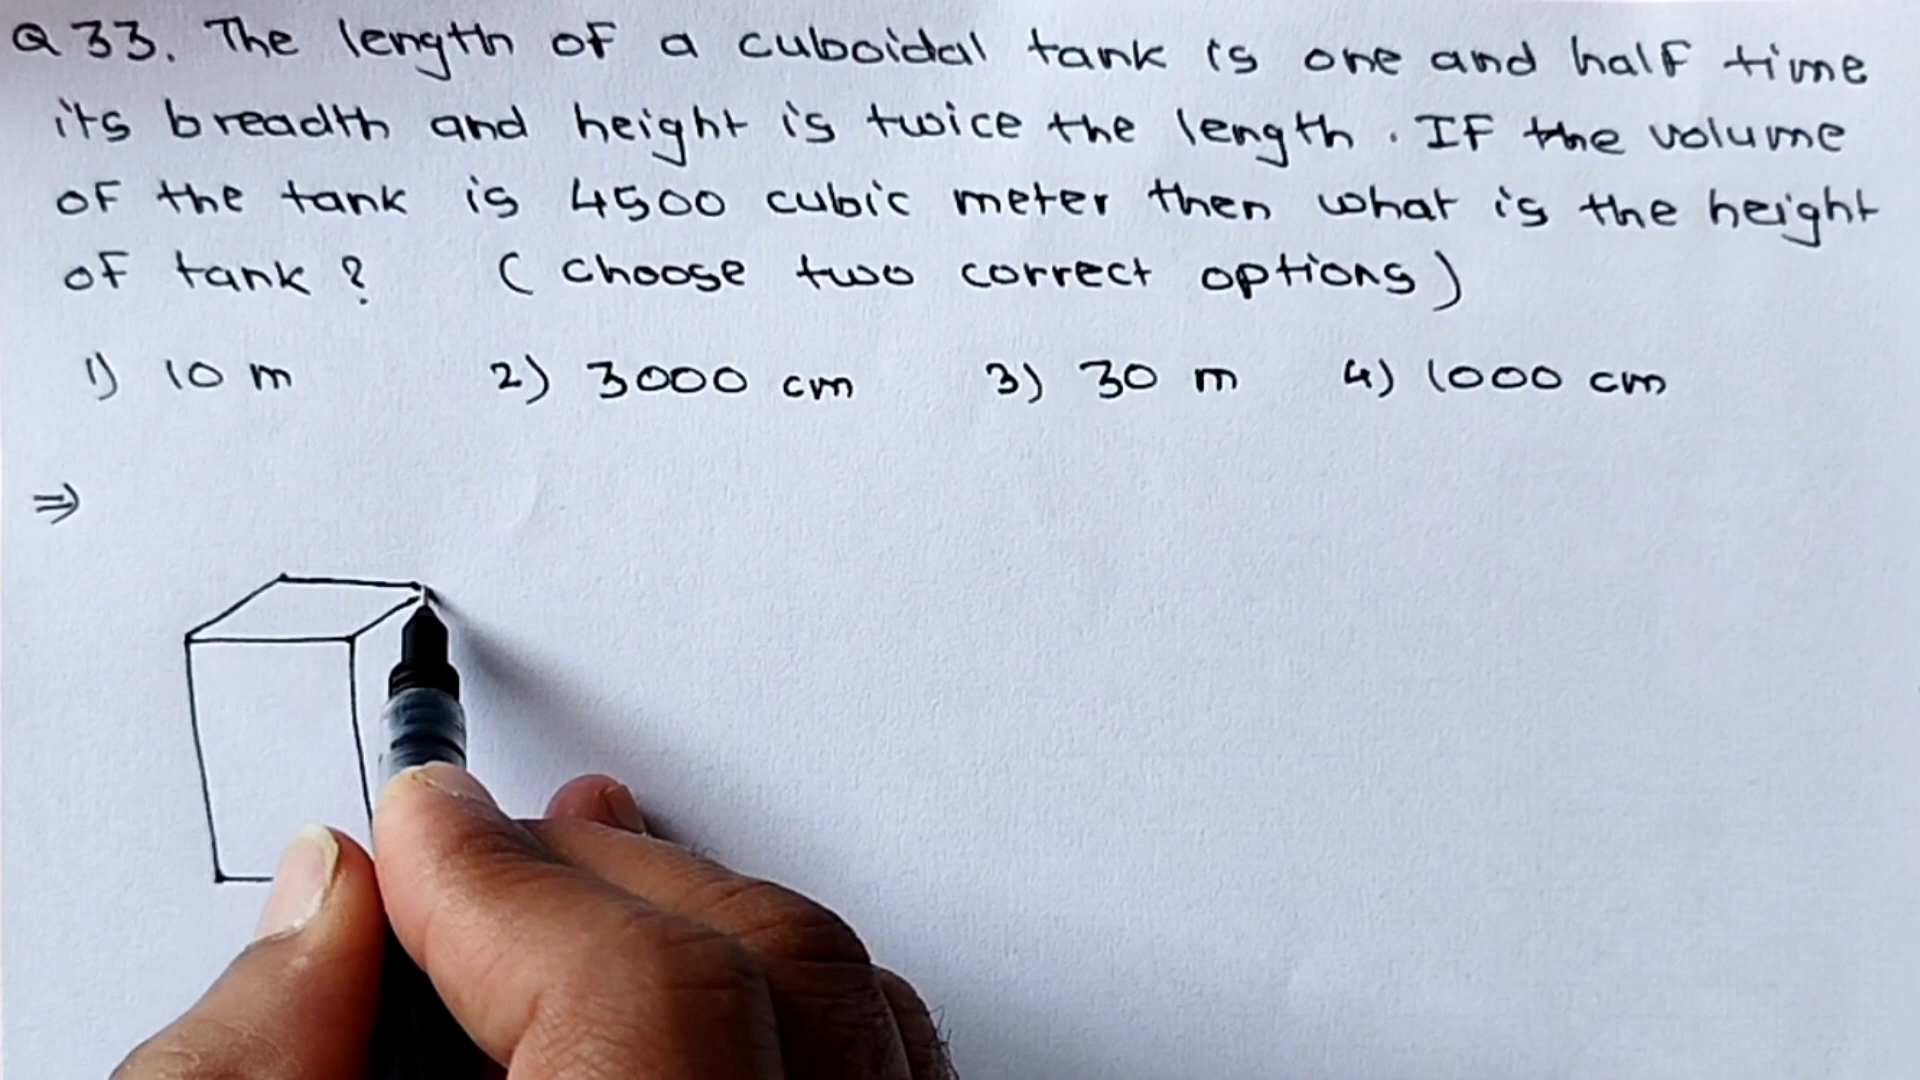 Q 33. The length of a cuboidal tank is one and half time
its breadth and height is twice the length. If the volume
of the tank is 4500 cubic meter then what is the height
of tank ? ( choose two correct options )
1) 10 m 2) 3000 cm 3) 30 m 4) 1000 cm
⇒